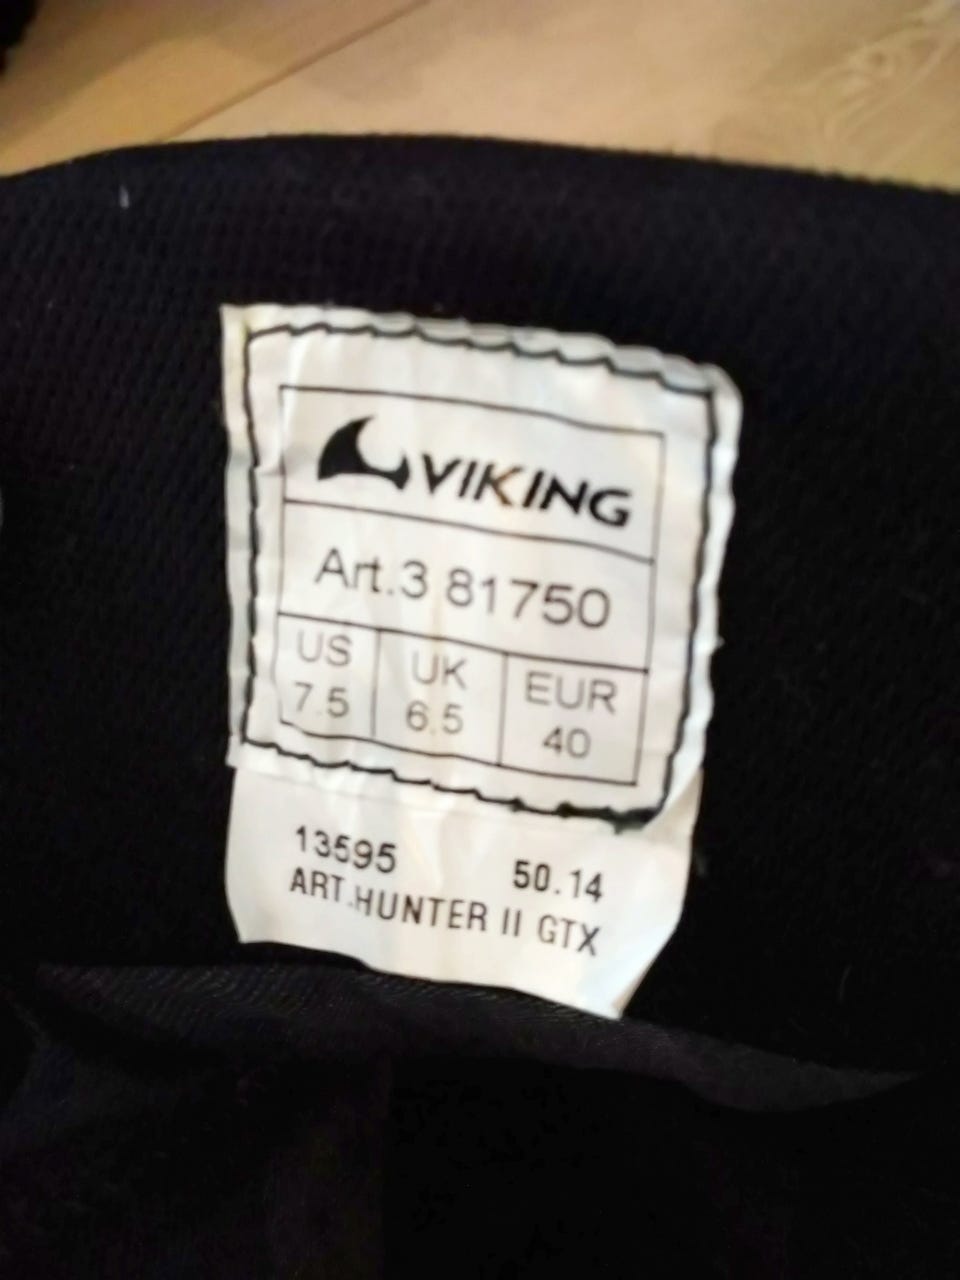 VIKING
Art.3 81750
US UK EUR
7.5 6.5 40
13595 50.14
ART.HUNTER II GTX